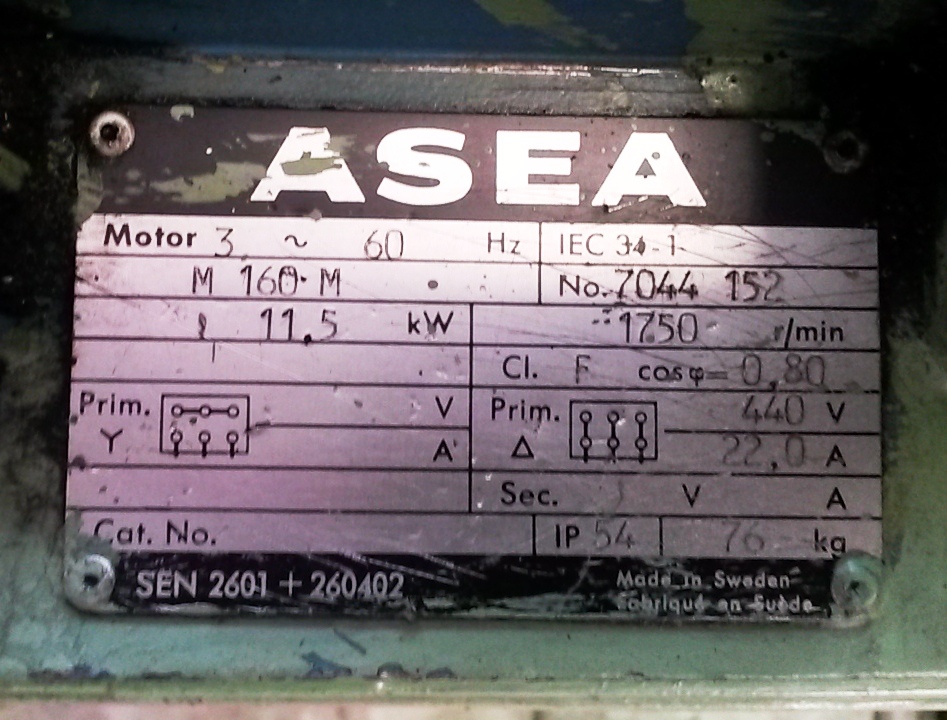 ASEA
Motor 3 ~ 60 Hz IEC 34-1
M 160 M No. 7044 152
11,5 kW 1750 r/min
Cl. F cosφ= 0,80
Prim. V Prim. 440 V
Y A Δ 22,0 A
Sec. V A
Cat. No. IP 54 76 kg
SEN 2601 + 260402 Made in Sweden
Fabriqué en Suède